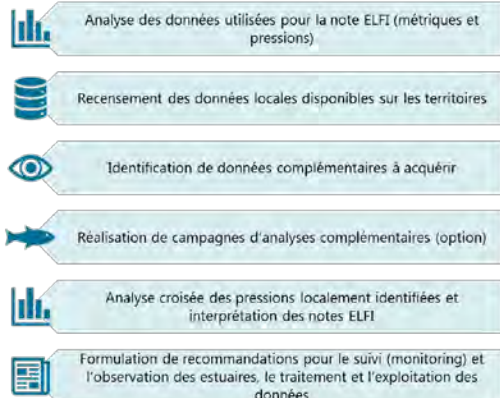 Analyse des données utilisées pour la note ELFI (métriques et
pressions)
Recensement des données locales disponibles sur les territoires
Identification de données complémentaires à acquérir
Réalisation de campagnes d'analyses complémentaires (option)
Analyse croisée des pressions localement identifiées et
interprétation des notes ELFI
Formulation de recommandations pour le suivi (monitoring) et
l'observation des estuaires, le traitement et l'exploitation des
données